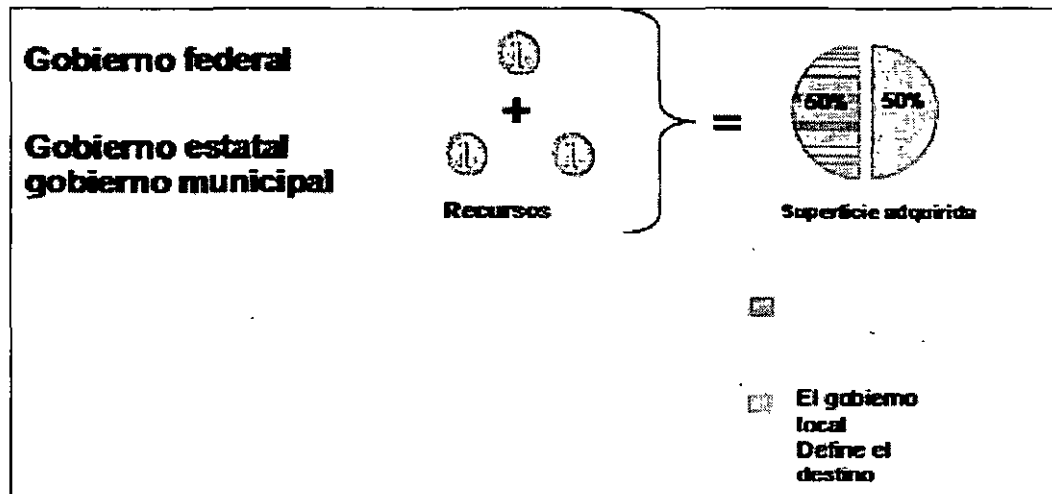 Gobierno federal
+
Gobierno estatal
gobierno municipal
Recursos
=
50% 50%
Superficie adquirida
El gobierno
local
Define el
destino